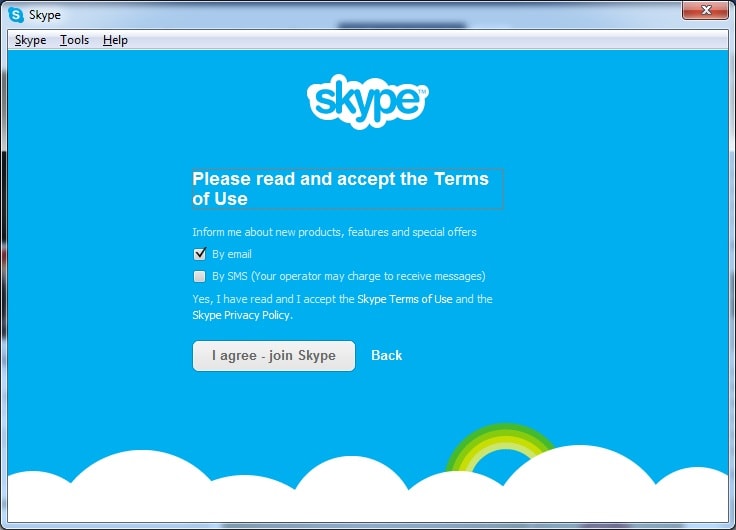 Skype
Skype Tools Help
skype™
Please read and accept the Terms
of Use
Inform me about new products, features and special offers
By email
By SMS (Your operator may charge to receive messages)
Yes, I have read and I accept the Skype Terms of Use and the
Skype Privacy Policy.
I agree - join Skype Back